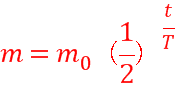 m = m₀ (1/2)^(t/T)